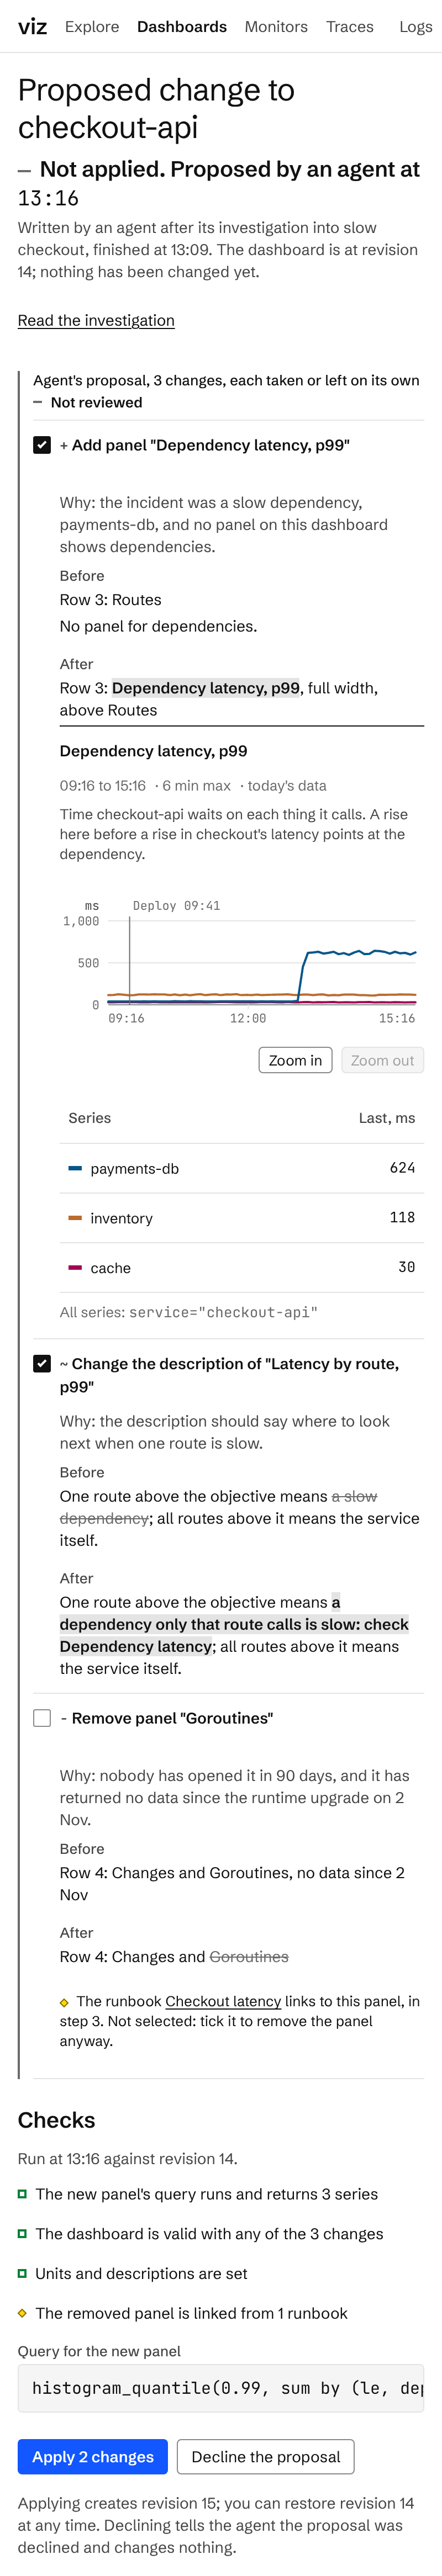 viz Explore Dashboards Monitors Traces Logs
Proposed change to
checkout-api
– Not applied. Proposed by an agent at
13:16
Written by an agent after its investigation into slow
checkout, finished at 13:09. The dashboard is at revision
14; nothing has been changed yet.
Read the investigation
Agent's proposal, 3 changes, each taken or left on its own
– Not reviewed
+ Add panel "Dependency latency, p99"
Why: the incident was a slow dependency,
payments-db, and no panel on this dashboard
shows dependencies.
Before
Row 3: Routes
No panel for dependencies.
After
Row 3: Dependency latency, p99, full width,
above Routes
Dependency latency, p99
09:16 to 15:16 · 6 min max · today's data
Time checkout-api waits on each thing it calls. A rise
here before a rise in checkout's latency points at the
dependency.
ms Deploy 09:41
1,000
500
0
09:16 12:00 15:16
Zoom in Zoom out
Series Last, ms
payments-db 624
inventory 118
cache 30
All series: service="checkout-api"
~ Change the description of "Latency by route,
p99"
Why: the description should say where to look
next when one route is slow.
Before
One route above the objective means a slow
dependency; all routes above it means the service
itself.
After
One route above the objective means a
dependency only that route calls is slow: check
Dependency latency; all routes above it means
the service itself.
- Remove panel "Goroutines"
Why: nobody has opened it in 90 days, and it has
returned no data since the runtime upgrade on 2
Nov.
Before
Row 4: Changes and Goroutines, no data since 2
Nov
After
Row 4: Changes and Goroutines
The runbook Checkout latency links to this panel, in
step 3. Not selected: tick it to remove the panel
anyway.
Checks
Run at 13:16 against revision 14.
The new panel's query runs and returns 3 series
The dashboard is valid with any of the 3 changes
Units and descriptions are set
The removed panel is linked from 1 runbook
Query for the new panel
histogram_quantile(0.99, sum by (le, dep
Apply 2 changes Decline the proposal
Applying creates revision 15; you can restore revision 14
at any time. Declining tells the agent the proposal was
declined and changes nothing.